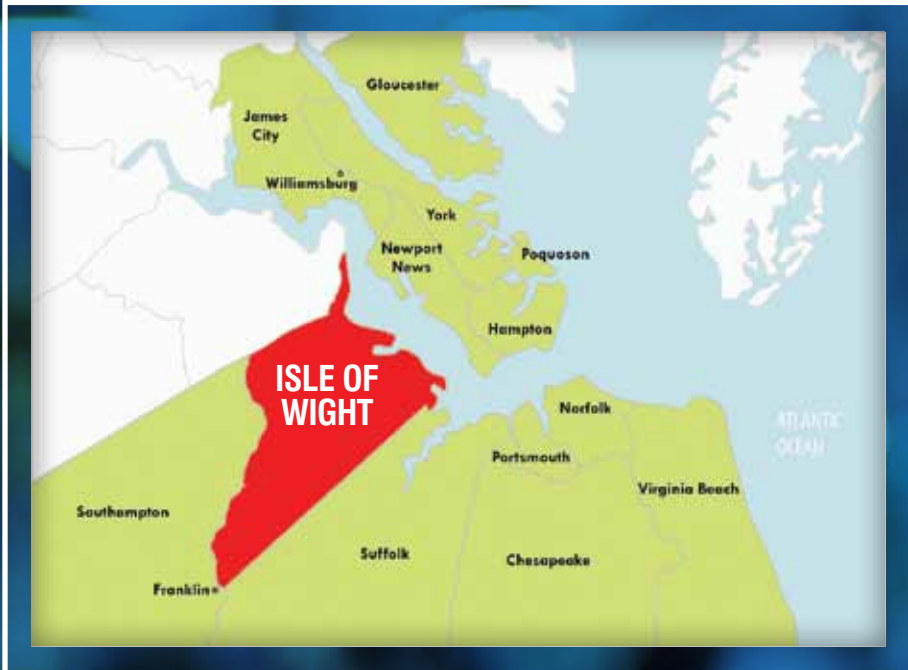 Gloucester
James
City
Williamsburg
York
Newport
News
Poquoson
Hampton
ISLE OF
WIGHT
Norfolk
ATLANTIC
OCEAN
Portsmouth
Virginia Beach
Southampton
Suffolk
Chesapeake
Franklin